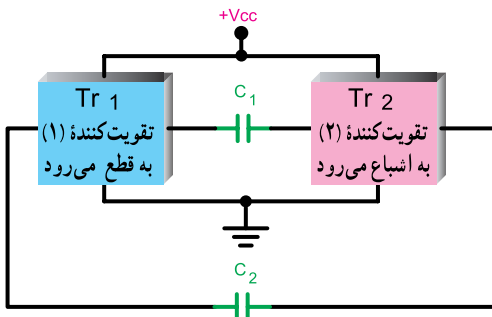 +Vcc
Tr 1
تقویت‌کنندهٔ (۱)
به قطع می‌رود
C1
Tr 2
تقویت‌کنندهٔ (۲)
به اشباع می‌رود
C2